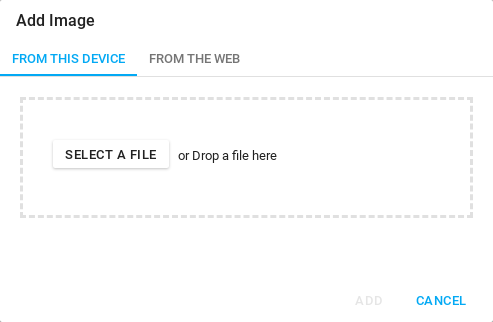 Add Image
FROM THIS DEVICE FROM THE WEB
SELECT A FILE or Drop a file here
ADD CANCEL